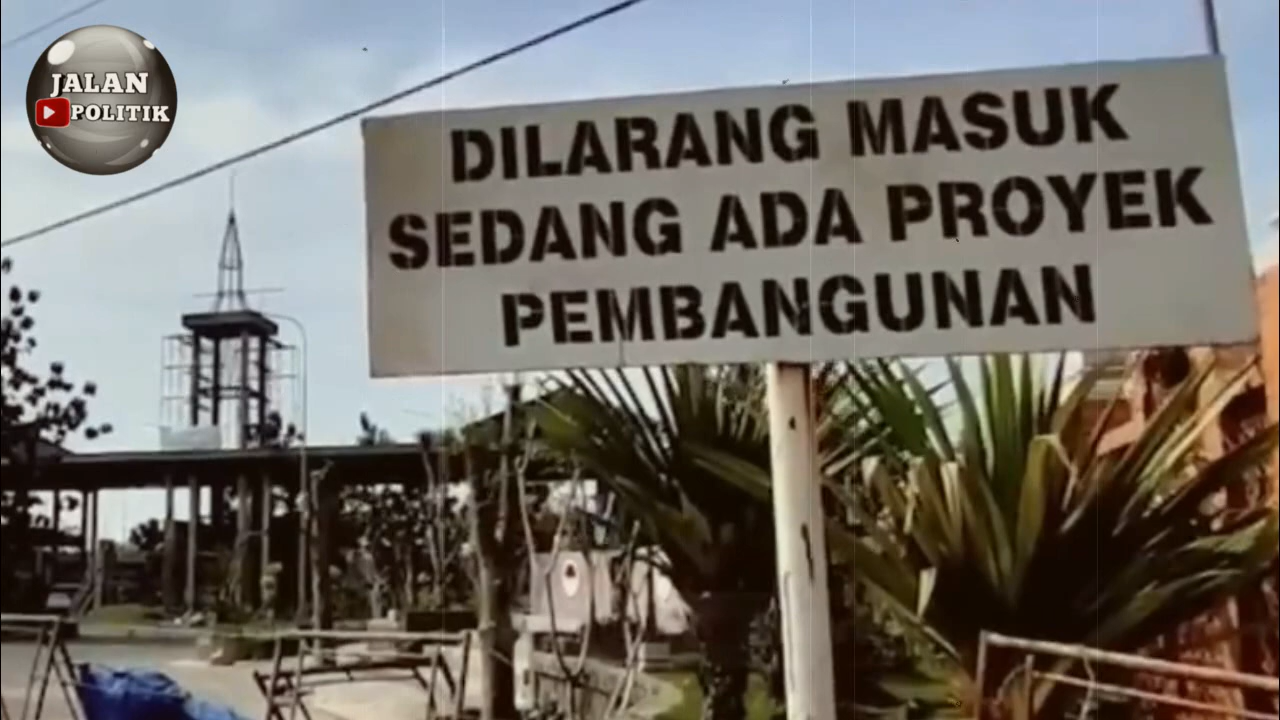 JALAN
POLITIK
DILARANG MASUK
SEDANG ADA PROYEK
PEMBANGUNAN